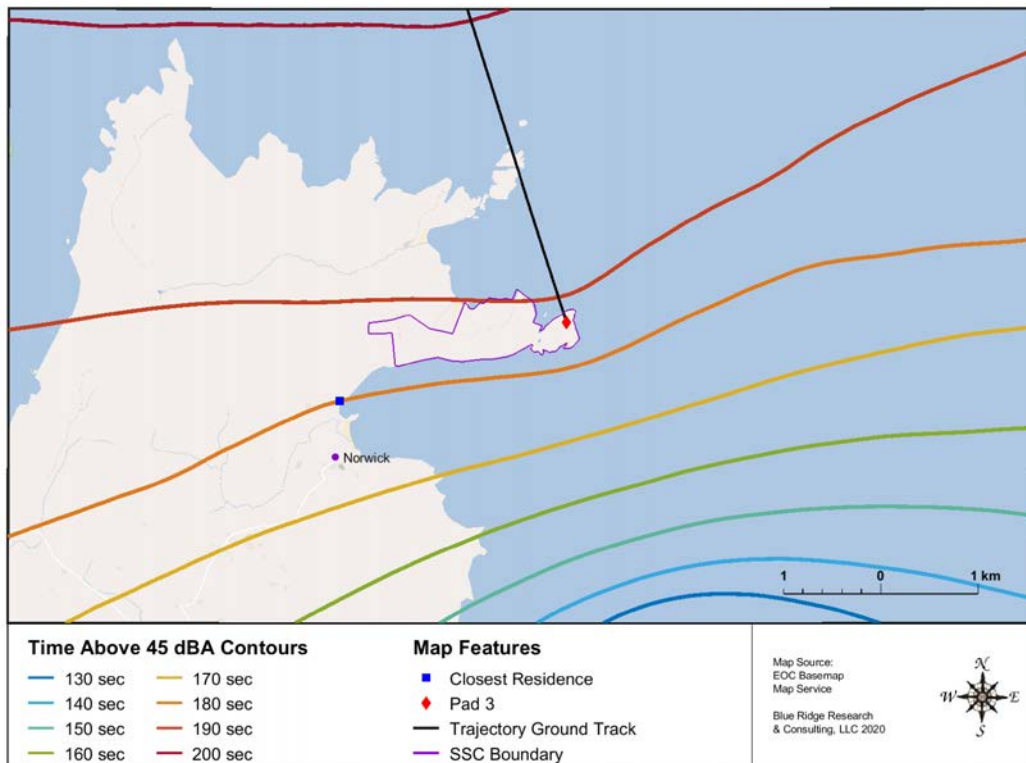 Norwick
1 0 1 km
Time Above 45 dBA Contours
130 sec
140 sec
150 sec
160 sec
170 sec
180 sec
190 sec
200 sec
Map Features
Closest Residence
Pad 3
Trajectory Ground Track
SSC Boundary
Map Source:
EOC Basemap
Map Service
Blue Ridge Research
& Consulting, LLC 2020
N
W E
S